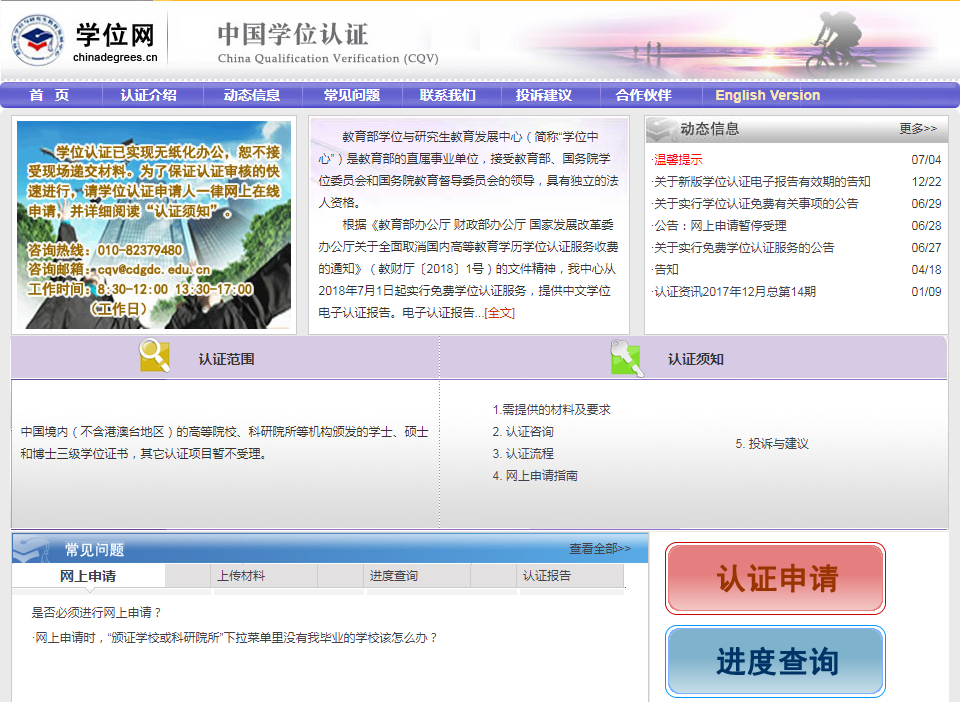 学位网
chinadegrees.cn
中国学位认证
China Qualification Verification (CQV)
首 页 认证介绍 动态信息 常见问题 联系我们 投诉建议 合作伙伴 English Version
学位认证已实现无纸化办公，恕不接
受现场递交材料。为了保证认证审核的快
速进行，请学位认证申请人一律网上在线
申请，并详细阅读“认证须知”。
咨询热线：010-82379480
咨询邮箱：cqv@cdgdc.edu.cn
工作时间：8:30-12:00 13:30-17:00
（工作日）
教育部学位与研究生教育发展中心（简称“学位中
心”）是教育部的直属事业单位，接受教育部、国务院学
位委员会和国务院教育督导委员会的领导，具有独立的法
人资格。
根据《教育部办公厅 财政部办公厅 国家发展改革委
办公厅关于全面取消国内高等教育学历学位认证服务收费
的通知》（教财厅〔2018〕1号）的文件精神，我中心从
2018年7月1日起实行免费学位认证服务，提供中文学位
电子认证报告。电子认证报告...[全文]
动态信息 更多>>
·温馨提示 07/04
·关于新版学位认证电子报告有效期的告知 12/22
·关于实行学位认证免费有关事项的公告 06/29
·公告：网上申请暂停受理 06/28
·关于实行免费学位认证服务的公告 06/27
·告知 04/18
·认证资讯2017年12月总第14期 01/09
认证范围
认证须知
中国境内（不含港澳台地区）的高等院校、科研院所等机构颁发的学士、硕士
和博士三级学位证书，其它认证项目暂不受理。
1.需提供的材料及要求
2. 认证咨询
3. 认证流程
4. 网上申请指南
5. 投诉与建议
常见问题 查看全部>>
网上申请 上传材料 进度查询 认证报告
是否必须进行网上申请？
·网上申请时，“颁证学校或科研院所”下拉菜单里没有我毕业的学校该怎么办？
认证申请
进度查询